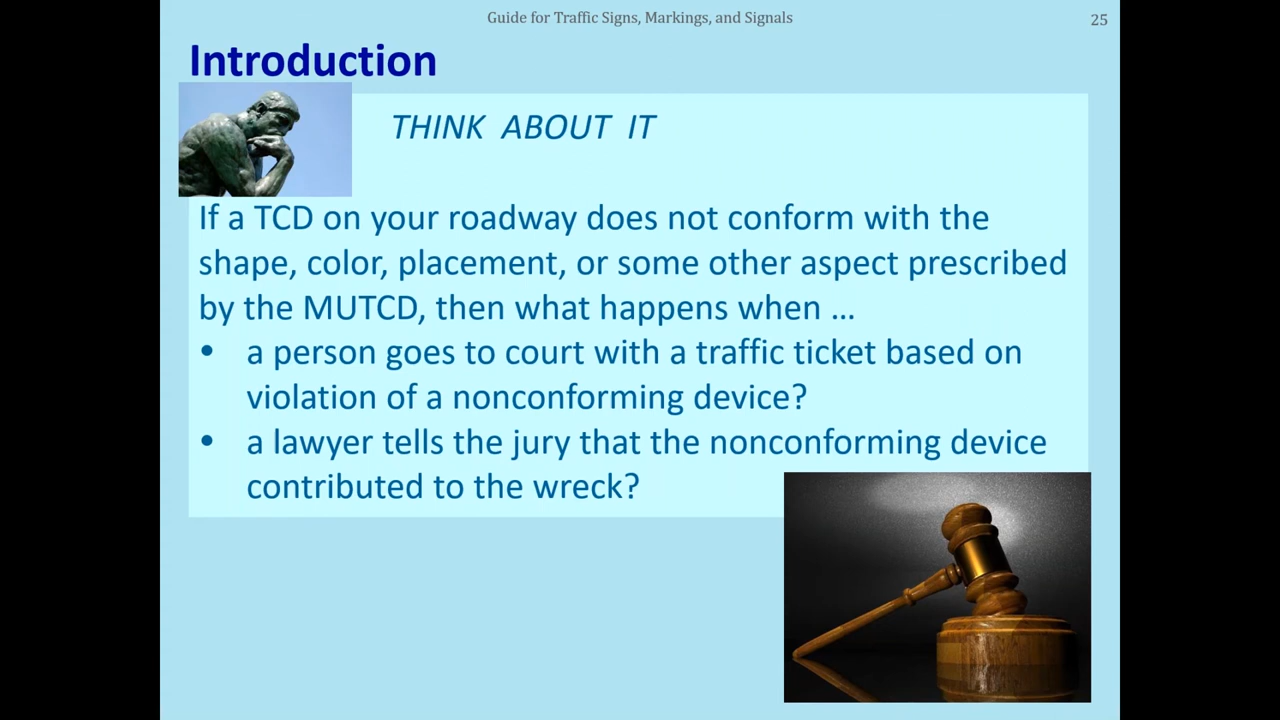 Guide for Traffic Signs, Markings, and Signals
25
Introduction
THINK ABOUT IT
If a TCD on your roadway does not conform with the
shape, color, placement, or some other aspect prescribed
by the MUTCD, then what happens when …
• a person goes to court with a traffic ticket based on
violation of a nonconforming device?
• a lawyer tells the jury that the nonconforming device
contributed to the wreck?